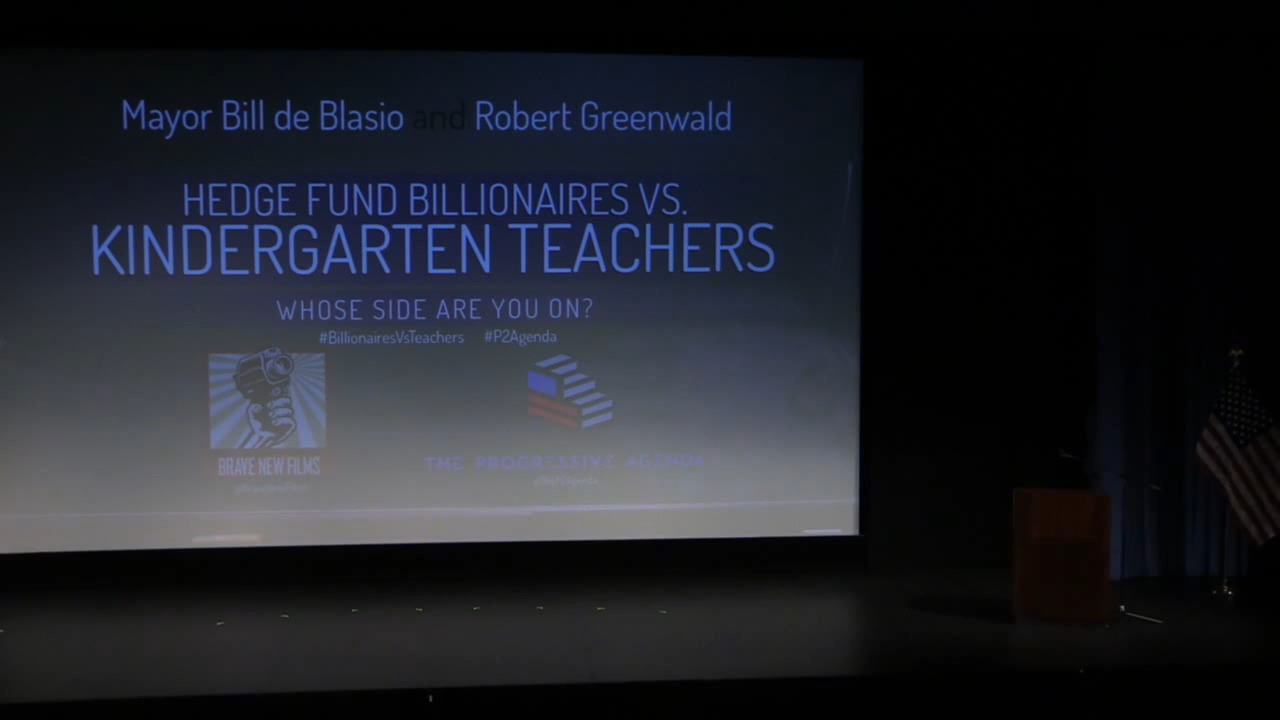 Mayor Bill de Blasio and Robert Greenwald
HEDGE FUND BILLIONAIRES VS.
KINDERGARTEN TEACHERS
WHOSE SIDE ARE YOU ON?
#BillionairesVsTeachers #P2Agenda
BRAVE NEW FILMS
THE PROGRESSIVE AGENDA